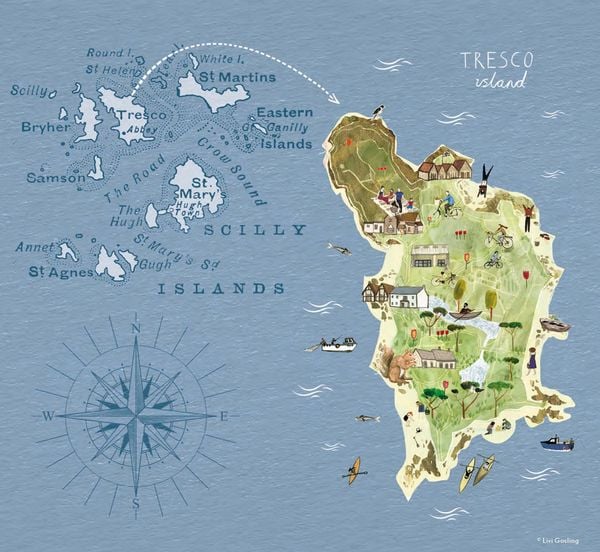 TRESCO
island
Round I.
St Helens
White I.
St Martins
Scilly
Tresco
Abbey
Bryher
Eastern
Ganilly
Islands
Samson
The Road
Crow Sound
St.
Mary's
Hugh
Town
The
Hugh
SCILLY
Annet
St Agnes
Gugh
St Mary's Sd
ISLANDS
N
W
E
S
© Livi Gosling